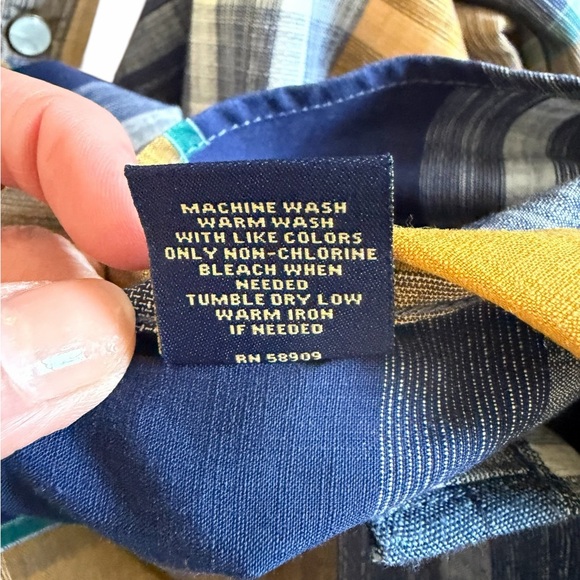 MACHINE WASH
WARM WASH
WITH LIKE COLORS
ONLY NON-CHLORINE
BLEACH WHEN
NEEDED
TUMBLE DRY LOW
WARM IRON
IF NEEDED
RN 58909